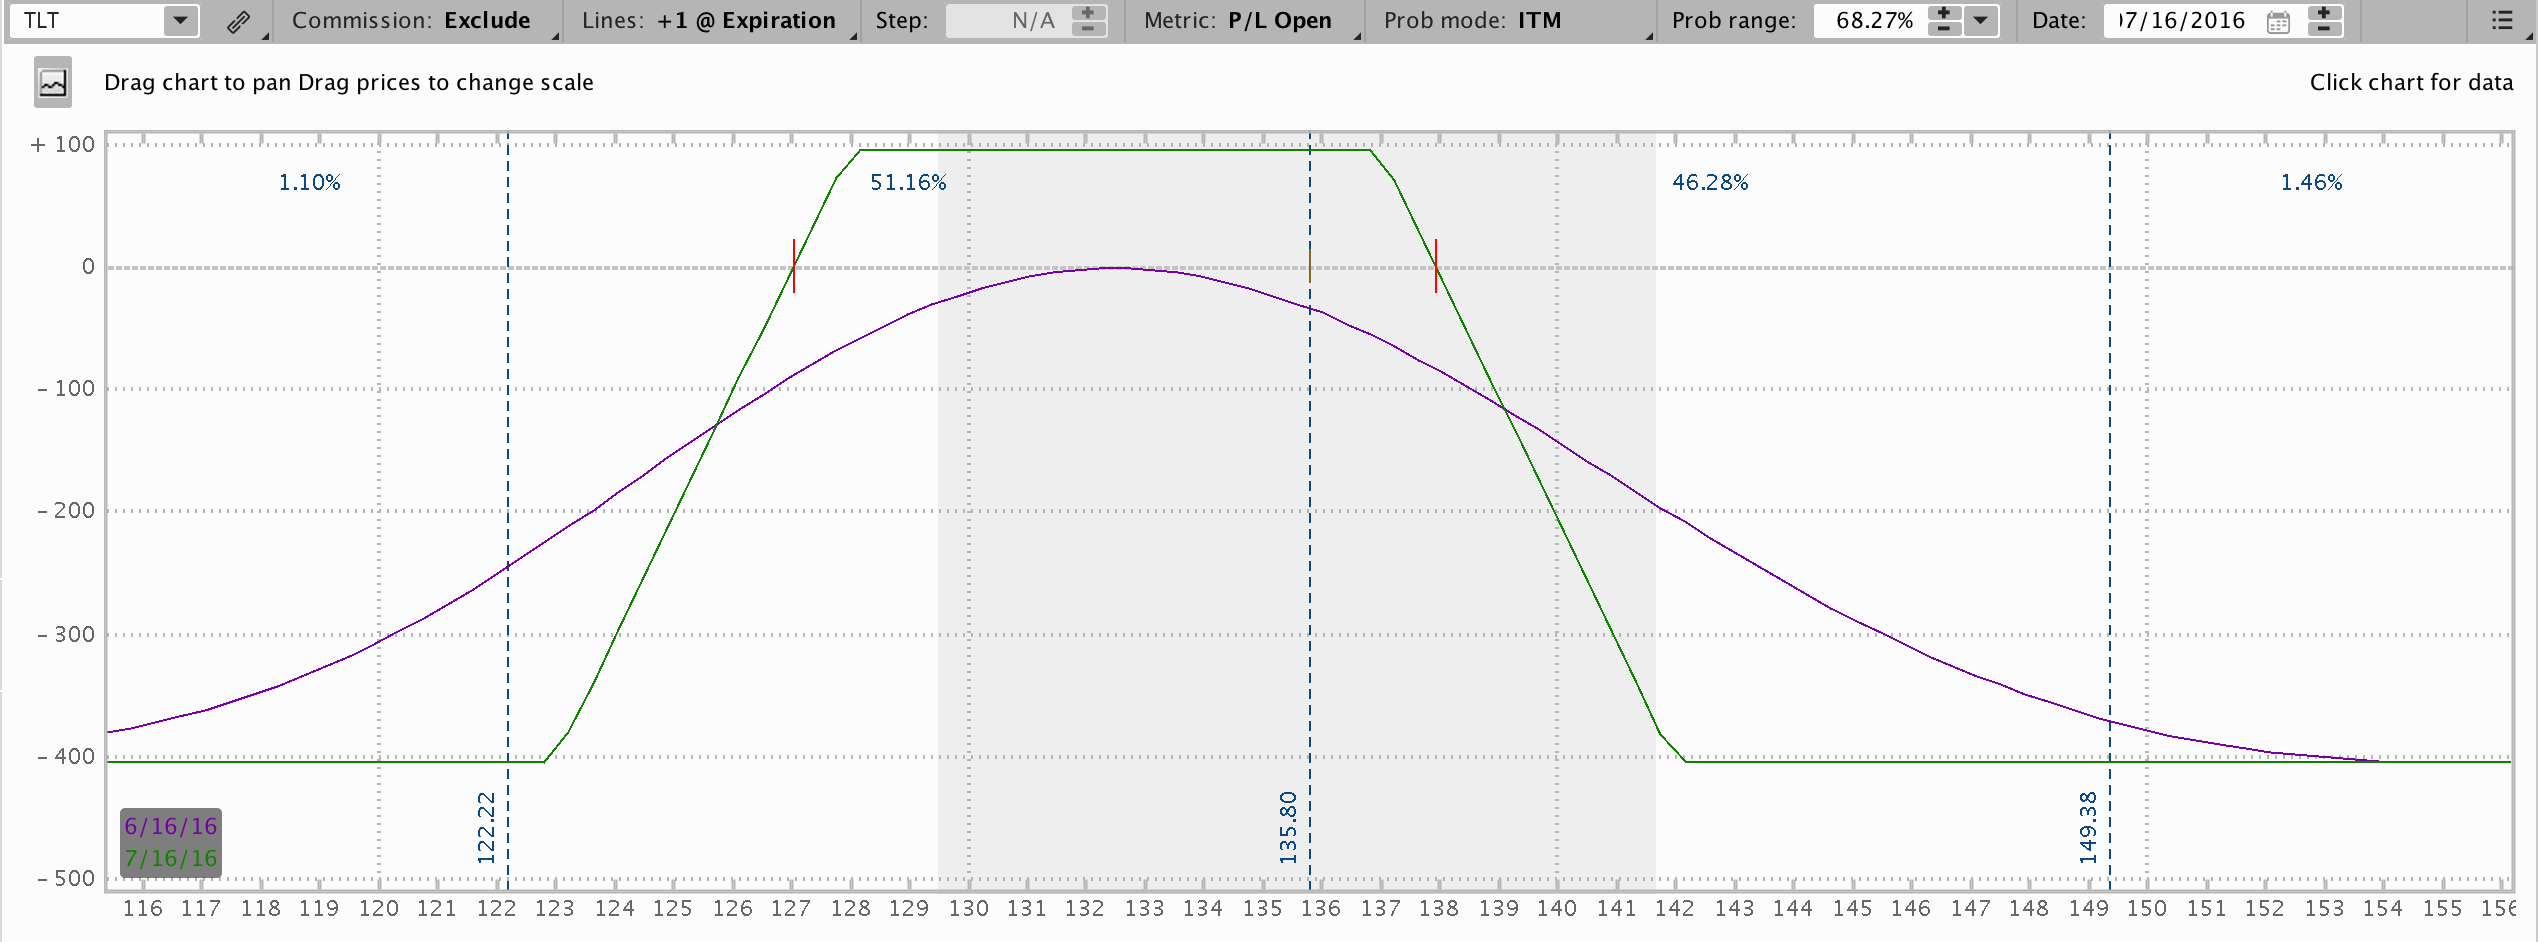 TLT Commission: Exclude Lines: +1 @ Expiration Step: N/A Metric: P/L Open Prob mode: ITM Prob range: 68.27% Date: 07/16/2016
Drag chart to pan Drag prices to change scale Click chart for data
+ 100
1.10% 51.16% 46.28% 1.46%
0
- 100
- 200
- 300
- 400
122.22 135.80 149.38
6/16/16
7/16/16
- 500
116 117 118 119 120 121 122 123 124 125 126 127 128 129 130 131 132 133 134 135 136 137 138 139 140 141 142 143 144 145 146 147 148 149 150 151 152 153 154 155 156